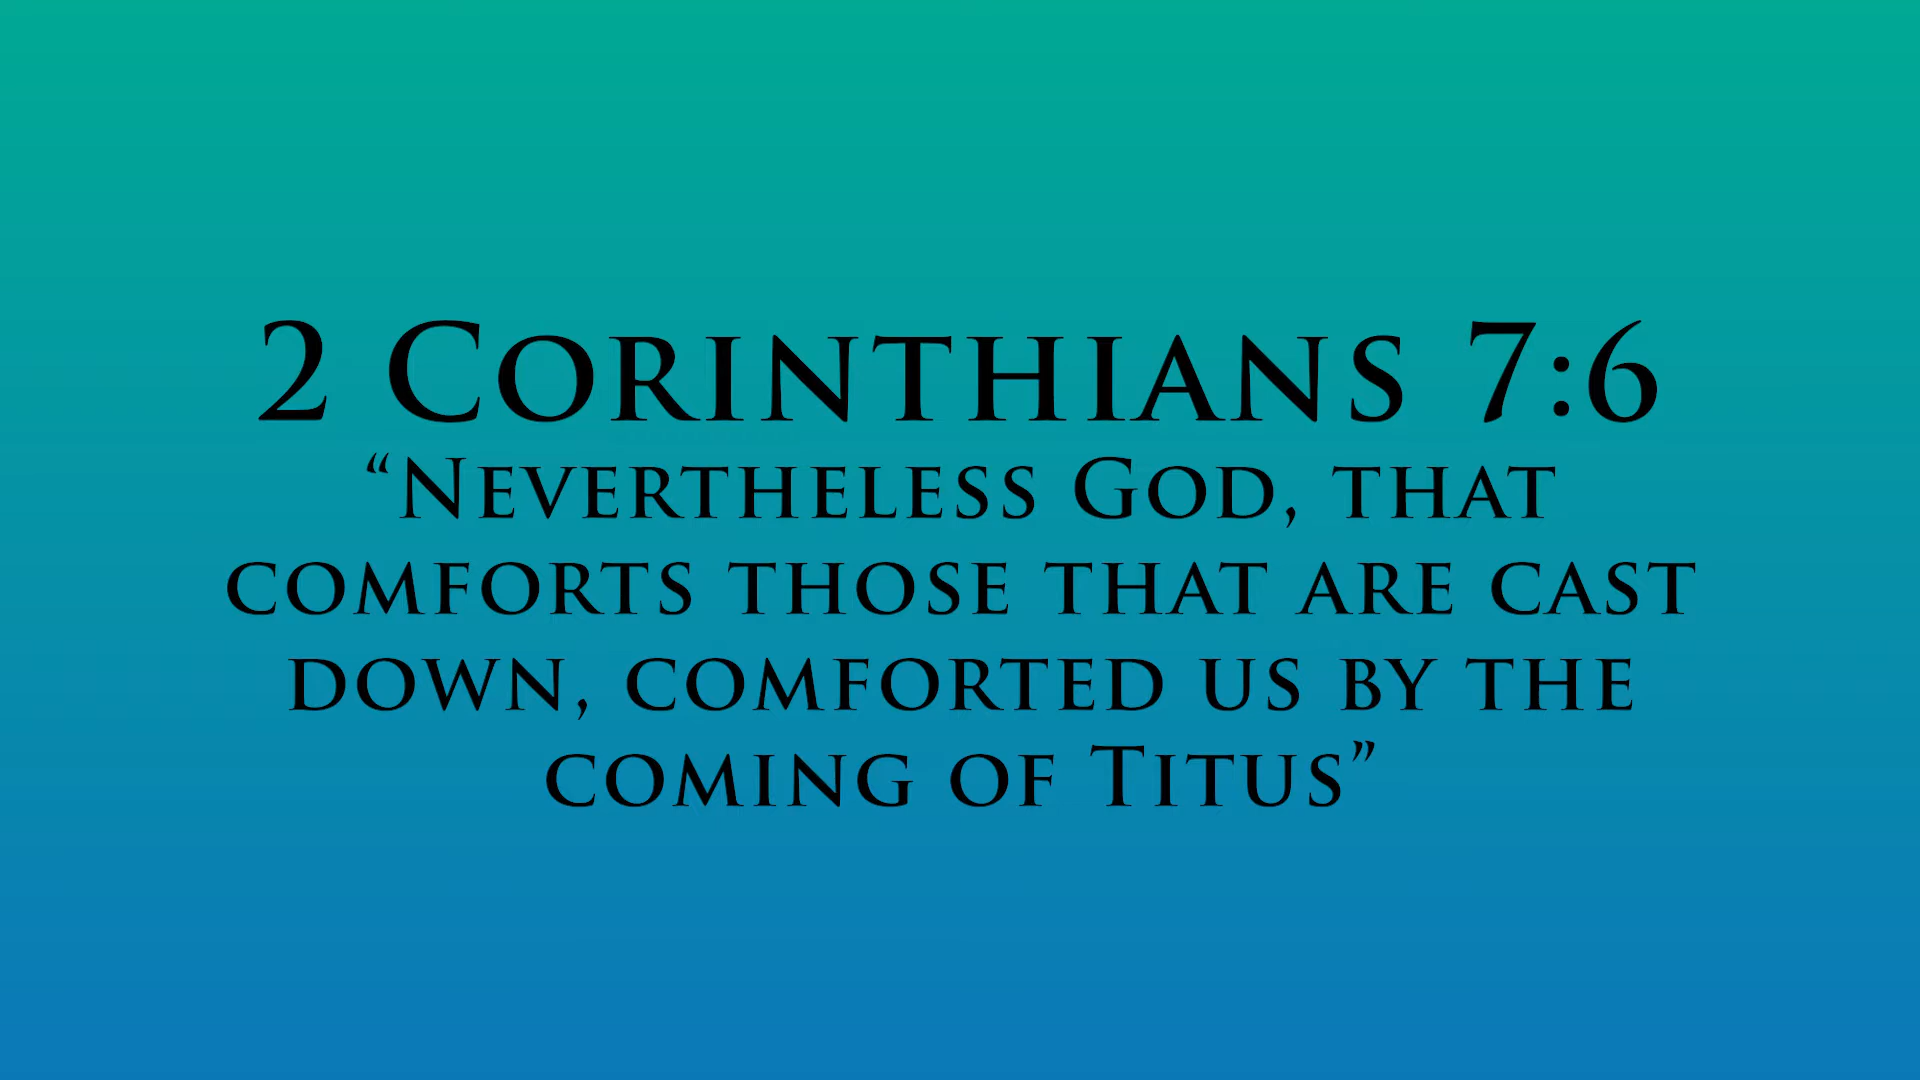 2 Corinthians 7:6
“Nevertheless God, that
comforts those that are cast
down, comforted us by the
coming of Titus”